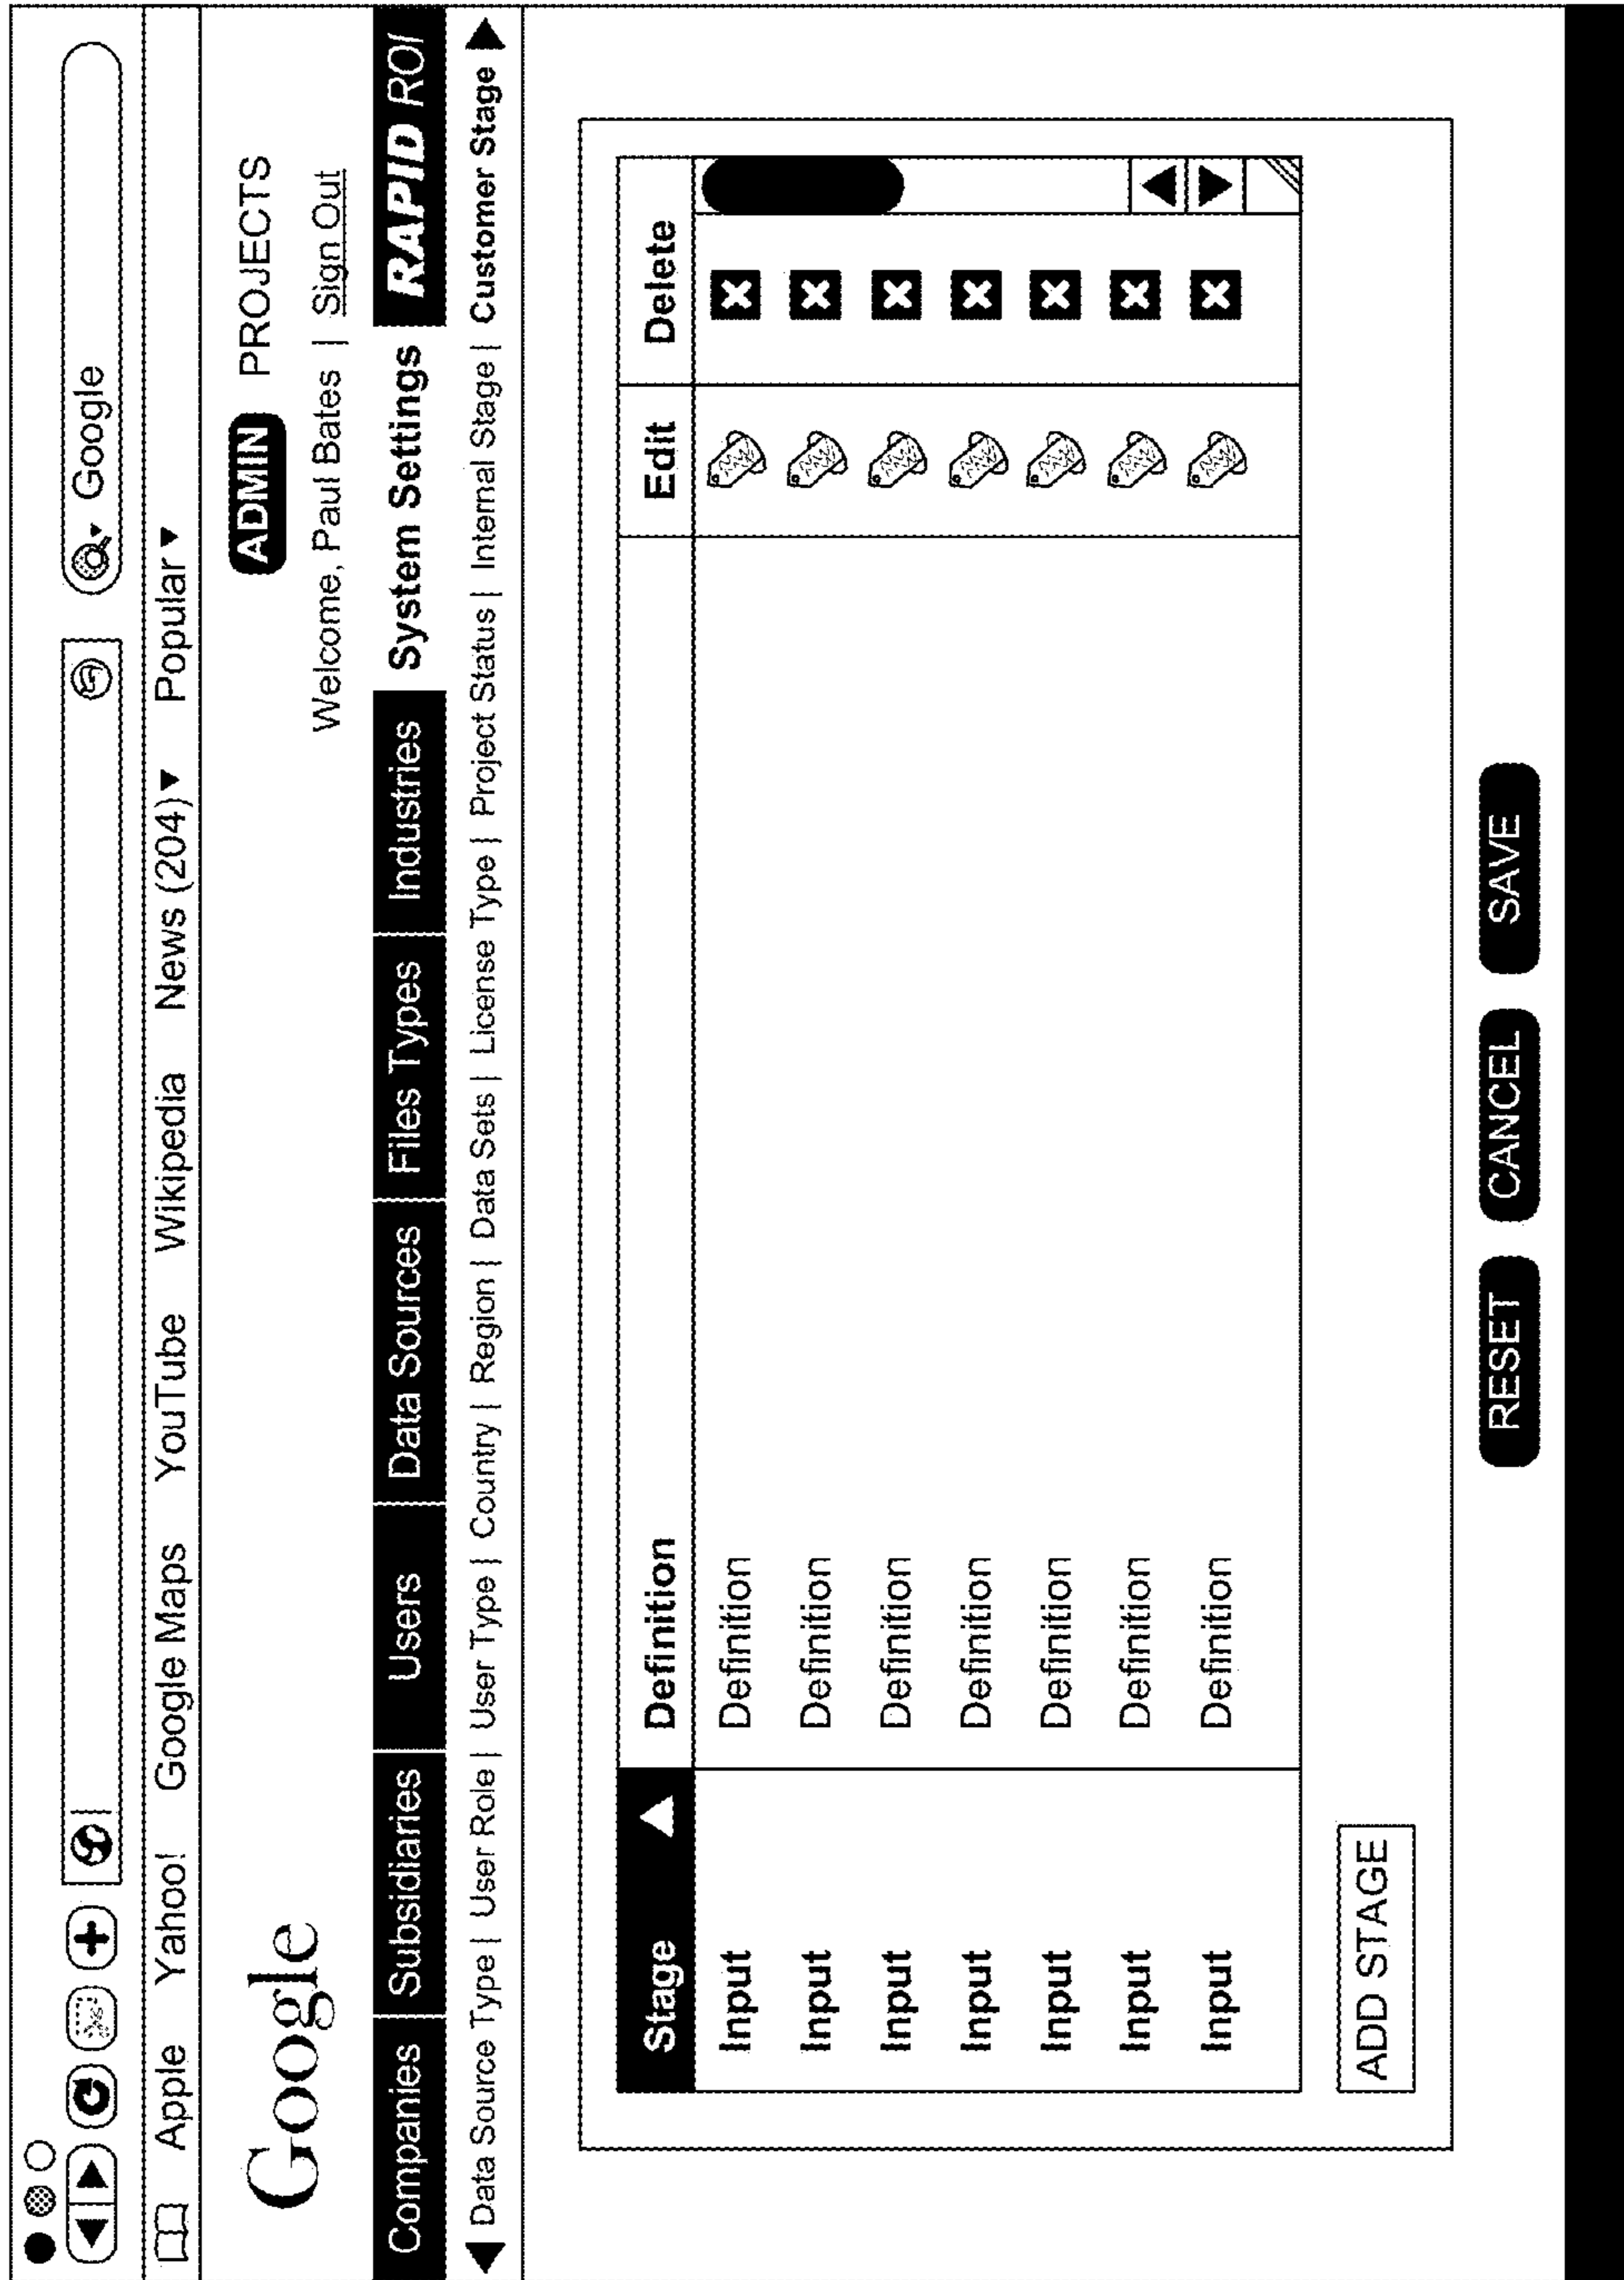 Google
Apple Yahoo! Google Maps YouTube Wikipedia News (204) Popular
ADMIN PROJECTS
Google
Welcome, Paul Bates | Sign Out
Companies Subsidiaries Users Data Sources Files Types Industries System Settings RAPID ROI
Data Source Type | User Role | User Type | Country | Region | Data Sets | License Type | Project Status | Internal Stage | Customer Stage
Stage Definition Edit Delete
Input Definition
Input Definition
Input Definition
Input Definition
Input Definition
Input Definition
Input Definition
ADD STAGE
RESET CANCEL SAVE